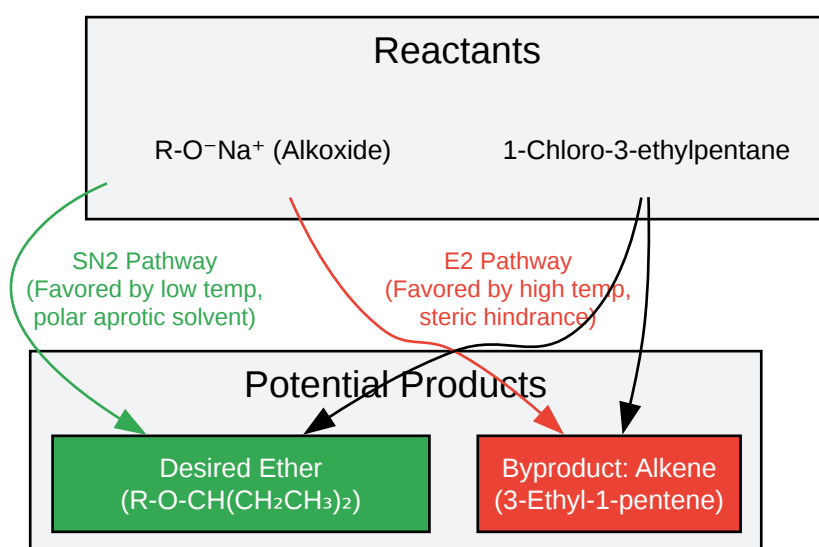 Reactants
R-O⁻Na⁺ (Alkoxide)
1-Chloro-3-ethylpentane
SN2 Pathway
(Favored by low temp,
polar aprotic solvent)
E2 Pathway
(Favored by high temp,
steric hindrance)
Potential Products
Desired Ether
(R-O-CH(CH₂CH₃)₂)
Byproduct: Alkene
(3-Ethyl-1-pentene)